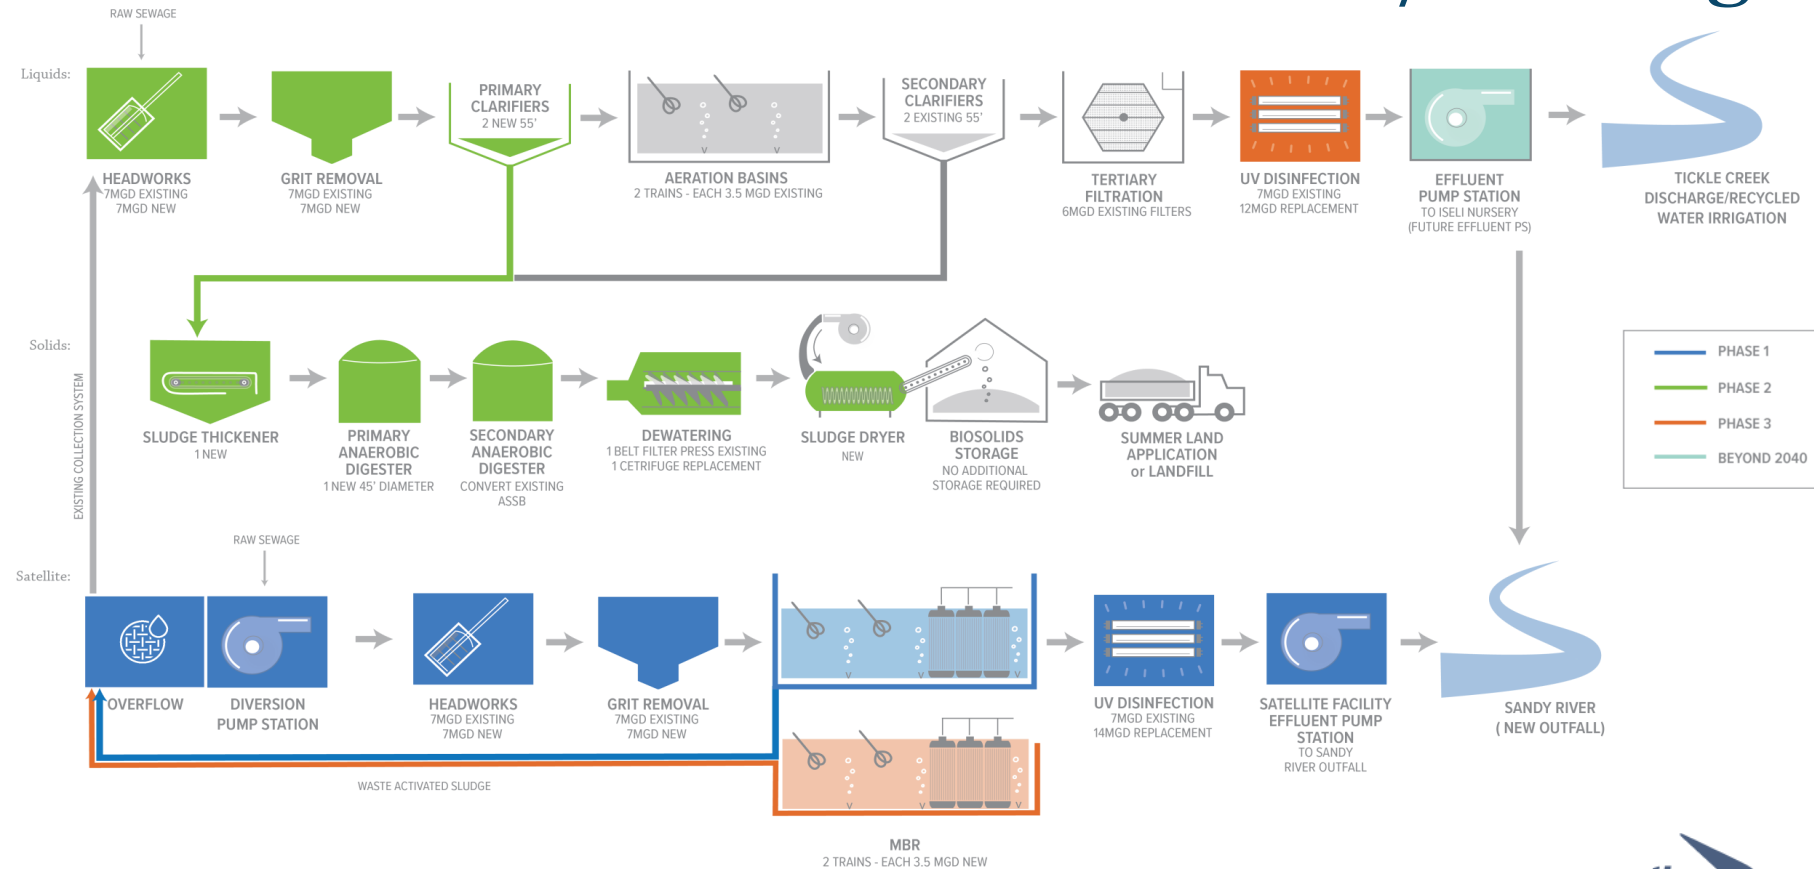 RAW SEWAGE
Liquids:
PRIMARY
CLARIFIERS
2 NEW 55'
SECONDARY
CLARIFIERS
2 EXISTING 55'
HEADWORKS
7MGD EXISTING
7MGD NEW
GRIT REMOVAL
7MGD EXISTING
7MGD NEW
AERATION BASINS
2 TRAINS - EACH 3.5 MGD EXISTING
TERTIARY
FILTRATION
6MGD EXISTING FILTERS
UV DISINFECTION
7MGD EXISTING
12MGD REPLACEMENT
EFFLUENT
PUMP STATION
TO ISELI NURSERY
(FUTURE EFFLUENT PS)
TICKLE CREEK
DISCHARGE/RECYCLED
WATER IRRIGATION
Solids:
EXISTING COLLECTION SYSTEM
SLUDGE THICKENER
1 NEW
PRIMARY
ANAEROBIC
DIGESTER
1 NEW 45' DIAMETER
SECONDARY
ANAEROBIC
DIGESTER
CONVERT EXISTING
ASSB
DEWATERING
1 BELT FILTER PRESS EXISTING
1 CETRIFUGE REPLACEMENT
SLUDGE DRYER
NEW
BIOSOLIDS
STORAGE
NO ADDITIONAL
STORAGE REQUIRED
SUMMER LAND
APPLICATION
or LANDFILL
PHASE 1
PHASE 2
PHASE 3
BEYOND 2040
RAW SEWAGE
Satellite:
OVERFLOW
DIVERSION
PUMP STATION
HEADWORKS
7MGD EXISTING
7MGD NEW
GRIT REMOVAL
7MGD EXISTING
7MGD NEW
UV DISINFECTION
7MGD EXISTING
14MGD REPLACEMENT
SATELLITE FACILITY
EFFLUENT PUMP
STATION
TO SANDY
RIVER OUTFALL
SANDY RIVER
( NEW OUTFALL)
WASTE ACTIVATED SLUDGE
MBR
2 TRAINS - EACH 3.5 MGD NEW